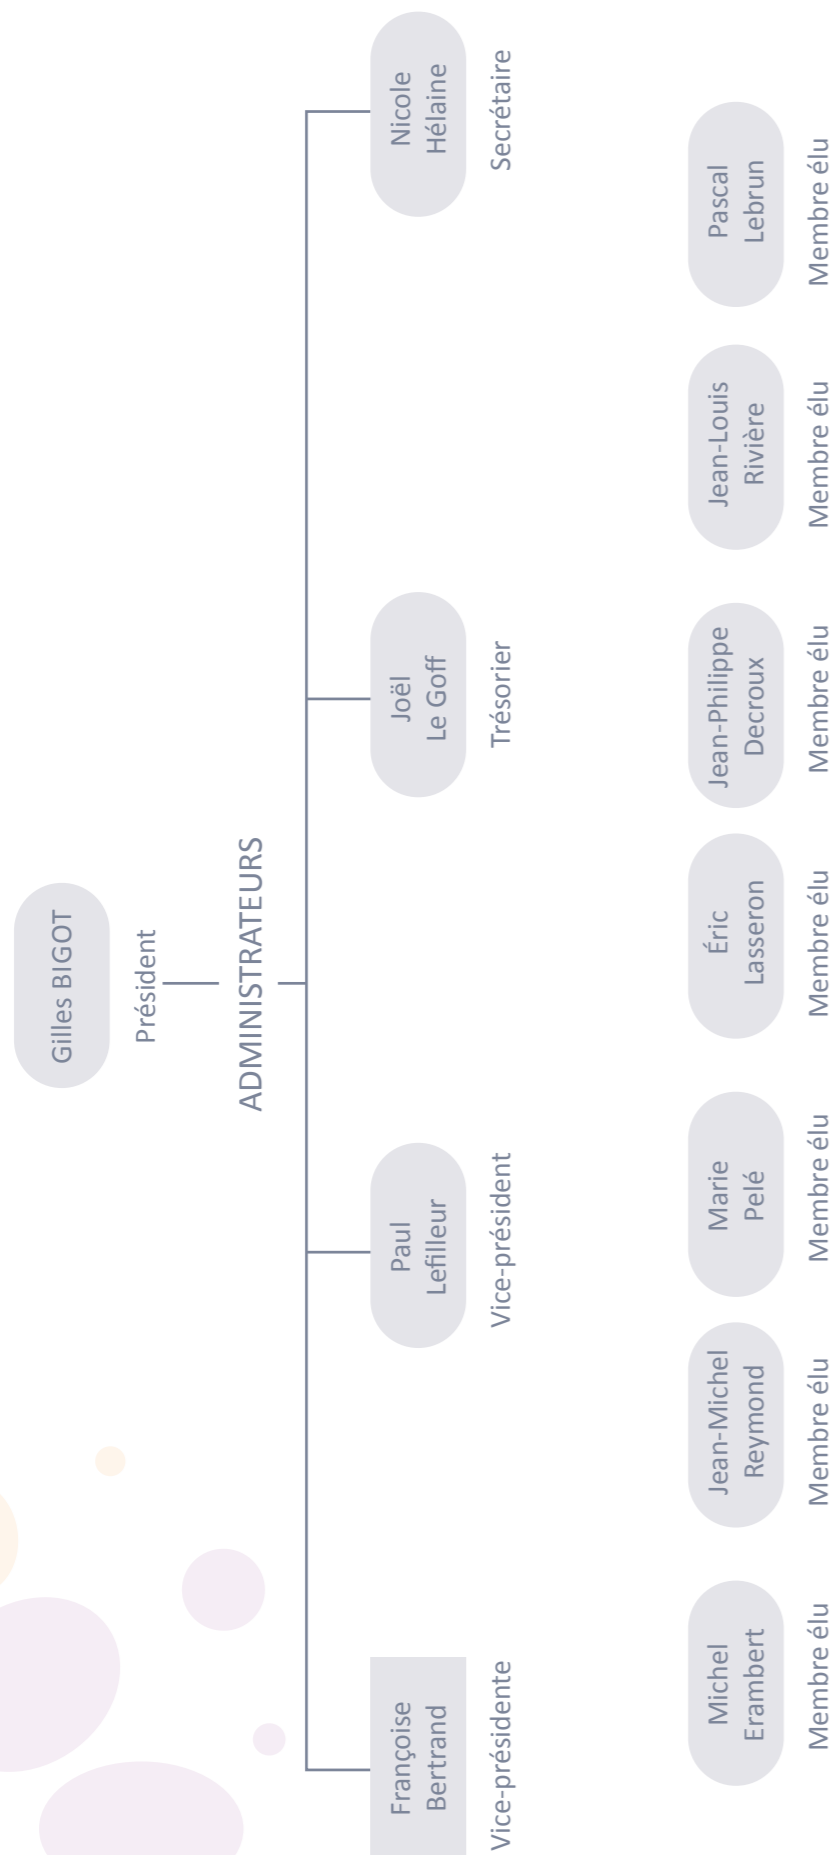 Gilles BIGOT
Président
ADMINISTRATEURS
Françoise
Bertrand
Vice-présidente
Paul
Lefilleur
Vice-président
Joël
Le Goff
Trésorier
Nicole
Hélaine
Secrétaire
Michel
Erambert
Membre élu
Jean-Michel
Reymond
Membre élu
Marie
Pelé
Membre élu
Éric
Lasseron
Membre élu
Jean-Philippe
Decroux
Membre élu
Jean-Louis
Rivière
Membre élu
Pascal
Lebrun
Membre élu